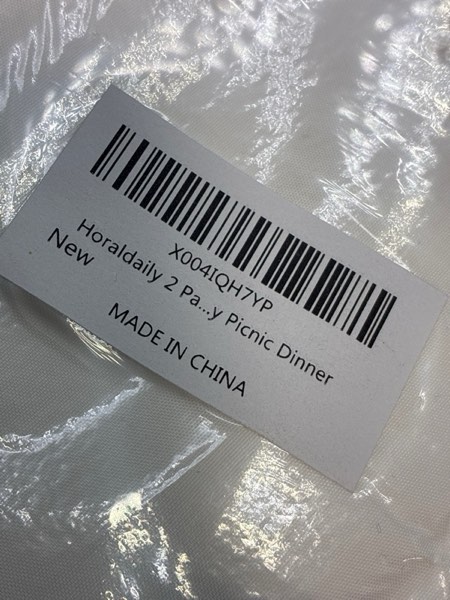 X004IQH7YP
Horaldaily 2 Pa...y Picnic Dinner
New
MADE IN CHINA